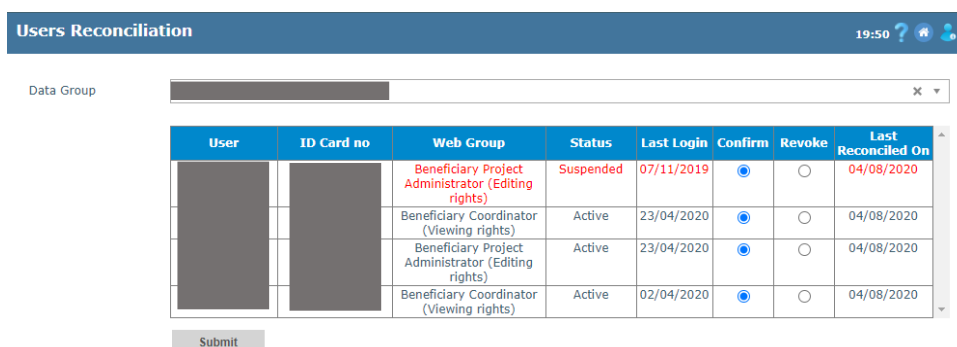 Users Reconciliation 19:50 ?
Data Group
User ID Card no Web Group Status Last Login Confirm Revoke Last Reconciled On
Beneficiary Project Administrator (Editing rights) Suspended 07/11/2019 04/08/2020
Beneficiary Coordinator (Viewing rights) Active 23/04/2020 04/08/2020
Beneficiary Project Administrator (Editing rights) Active 23/04/2020 04/08/2020
Beneficiary Coordinator (Viewing rights) Active 02/04/2020 04/08/2020
Submit